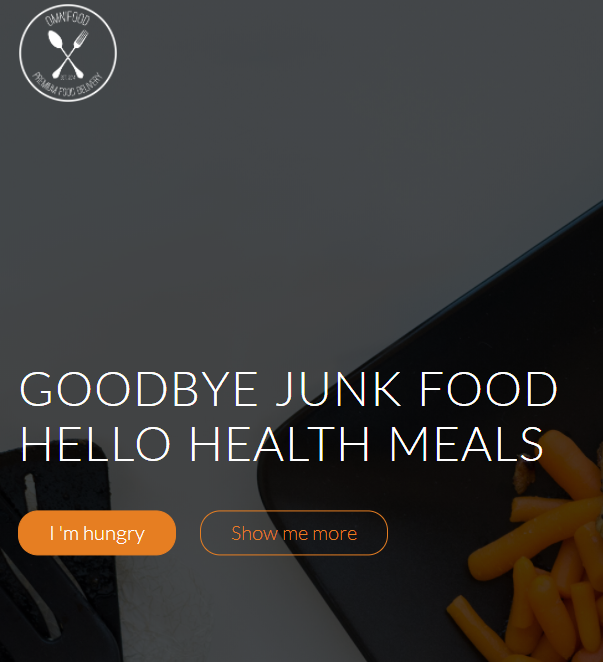 OMNIFOOD
PREMIUM FOOD DELIVERY
GOODBYE JUNK FOOD
HELLO HEALTH MEALS
I 'm hungry
Show me more